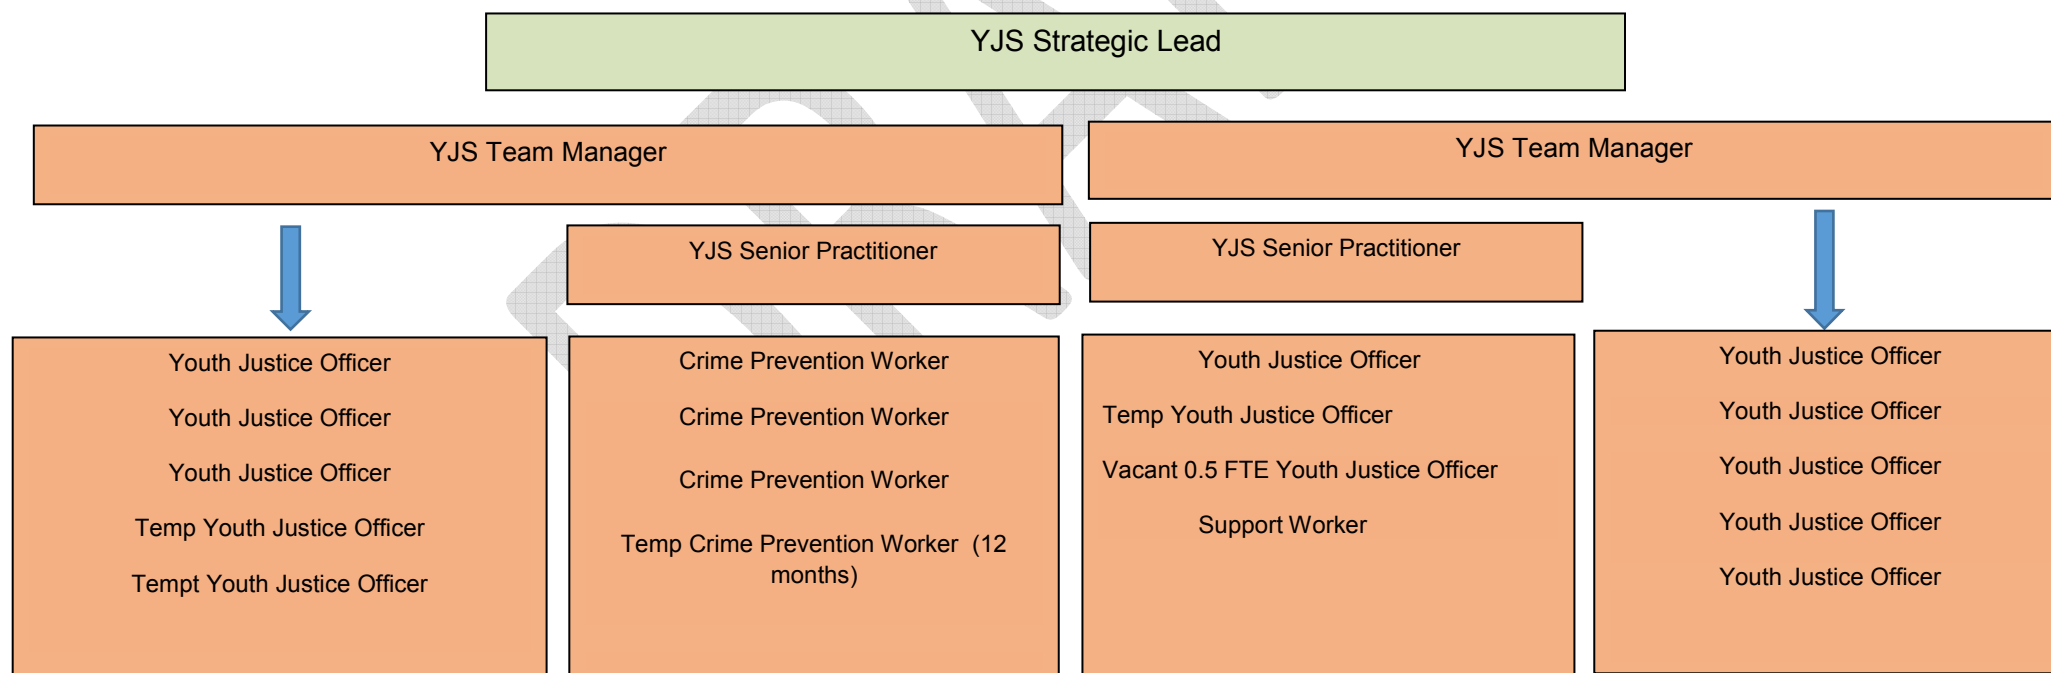 YJS Strategic Lead
YJS Team Manager
YJS Team Manager
YJS Senior Practitioner
YJS Senior Practitioner
Youth Justice Officer
Youth Justice Officer
Youth Justice Officer
Temp Youth Justice Officer
Tempt Youth Justice Officer
Crime Prevention Worker
Crime Prevention Worker
Crime Prevention Worker
Temp Crime Prevention Worker  (12
months)
Youth Justice Officer
Temp Youth Justice Officer
Vacant 0.5 FTE Youth Justice Officer
Support Worker
Youth Justice Officer
Youth Justice Officer
Youth Justice Officer
Youth Justice Officer
Youth Justice Officer